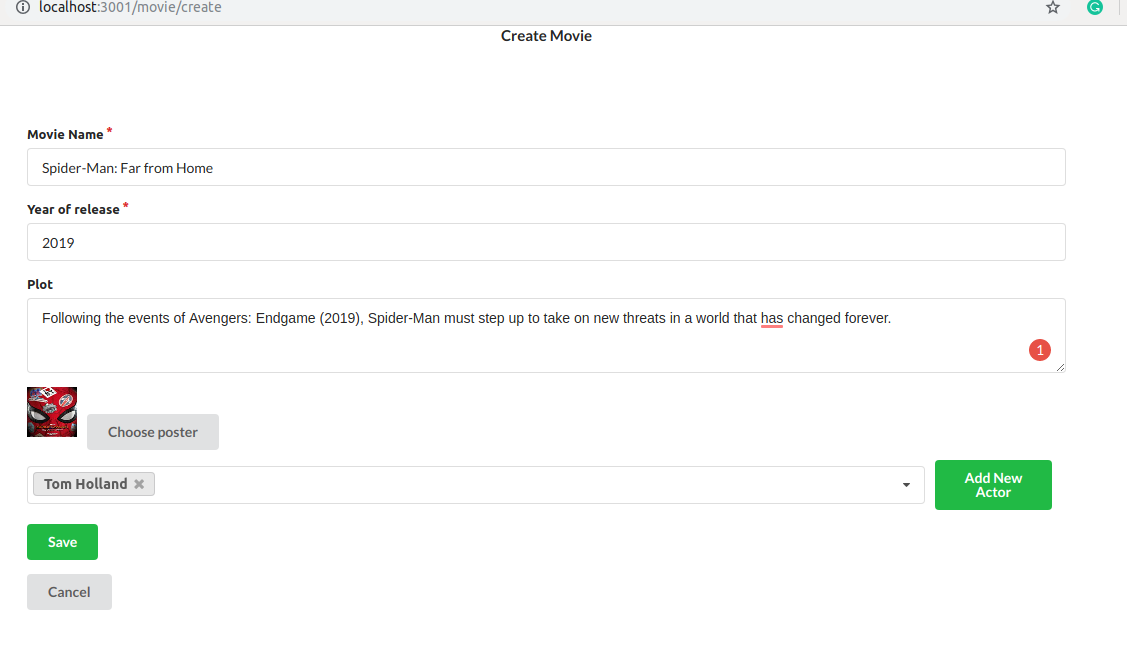 localhost:3001/movie/create
Create Movie
Movie Name *
Spider-Man: Far from Home
Year of release *
2019
Plot
Following the events of Avengers: Endgame (2019), Spider-Man must step up to take on new threats in a world that has changed forever.
1
Choose poster
Tom Holland
Add New
Actor
Save
Cancel